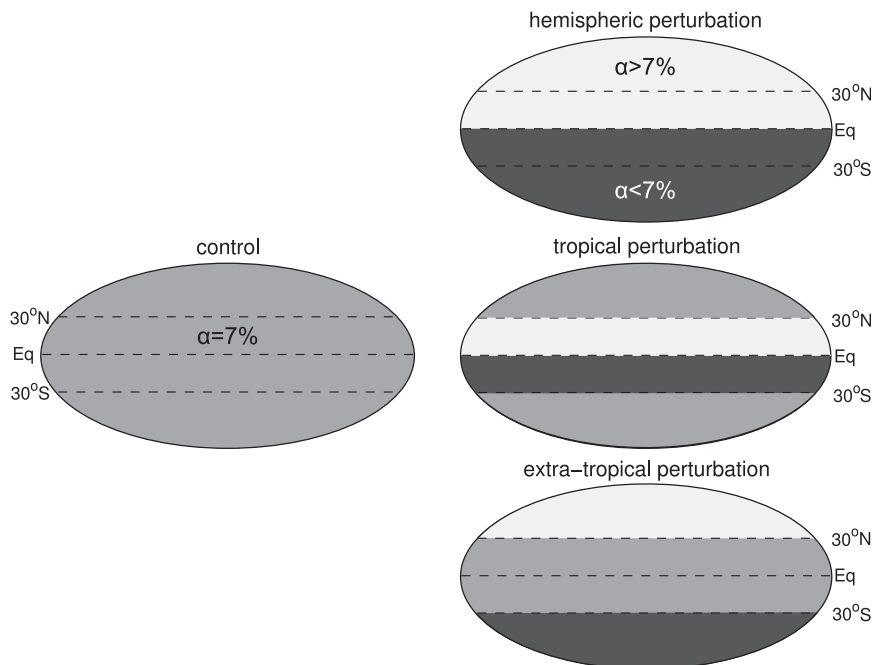 hemispheric perturbation
α>7%
30°N
Eq
30°S
α<7%
control
30°N
α=7%
Eq
30°S
tropical perturbation
30°N
Eq
30°S
extra-tropical perturbation
30°N
Eq
30°S